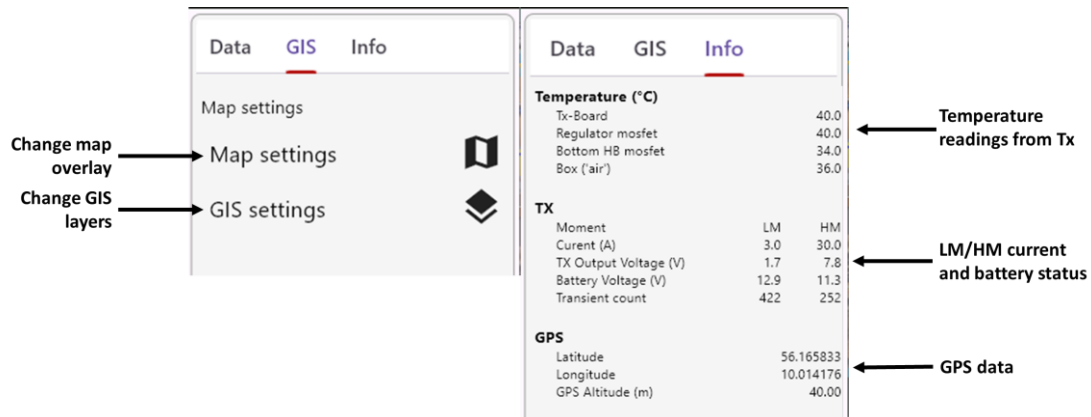 Data GIS Info
Map settings
Map settings
GIS settings
Change map
overlay
Change GIS
layers
Data GIS Info
Temperature (°C)
Tx-Board 40.0
Regulator mosfet 40.0
Bottom HB mosfet 34.0
Box ('air') 36.0
TX
Moment LM HM
Curent (A) 3.0 30.0
TX Output Voltage (V) 1.7 7.8
Battery Voltage (V) 12.9 11.3
Transient count 422 252
GPS
Latitude 56.165833
Longitude 10.014176
GPS Altitude (m) 40.00
Temperature
readings from Tx
LM/HM current
and battery status
GPS data